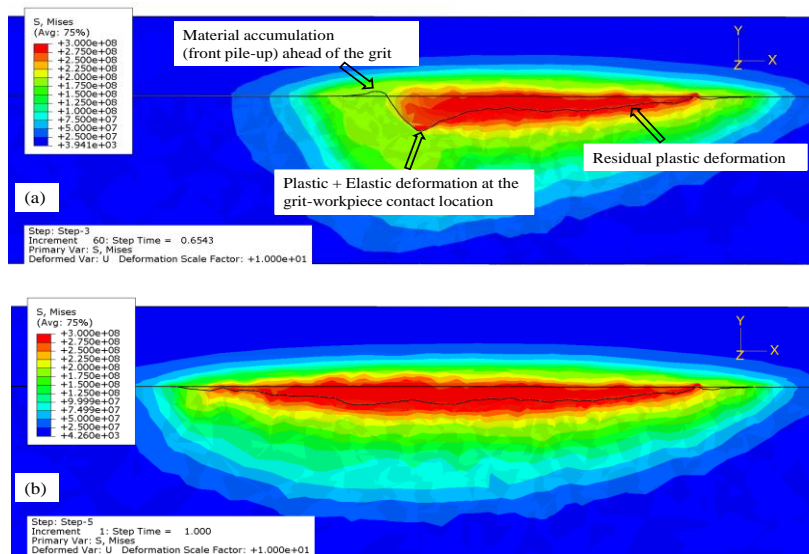 S, Mises
(Avg: 75%)
+3.000e+08
+2.750e+08
+2.500e+08
+2.250e+08
+2.000e+08
+1.750e+08
+1.500e+08
+1.250e+08
+1.000e+08
+7.500e+07
+5.000e+07
+2.500e+07
+3.941e+03
Material accumulation
(front pile-up) ahead of the grit
Y
Z
X
Residual plastic deformation
Plastic + Elastic deformation at the
grit-workpiece contact location
(a)
Step: Step-3
Increment 60: Step Time = 0.6543
Primary Var: S, Mises
Deformed Var: U Deformation Scale Factor: +1.000e+01
S, Mises
(Avg: 75%)
+3.000e+08
+2.750e+08
+2.500e+08
+2.250e+08
+2.000e+08
+1.750e+08
+1.500e+08
+1.250e+08
+9.999e+07
+7.499e+07
+5.000e+07
+2.500e+07
+4.260e+03
Y
Z
X
(b)
Step: Step-5
Increment 1: Step Time = 1.000
Primary Var: S, Mises
Deformed Var: U Deformation Scale Factor: +1.000e+01